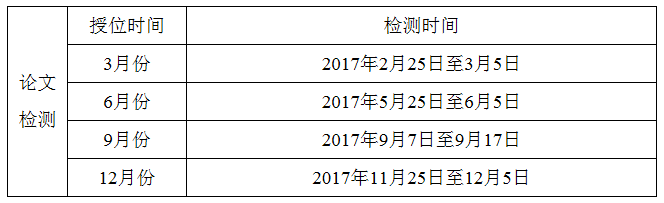 授位时间 检测时间
论文
检测
3月份 2017年2月25日至3月5日
6月份 2017年5月25日至6月5日
9月份 2017年9月7日至9月17日
12月份 2017年11月25日至12月5日